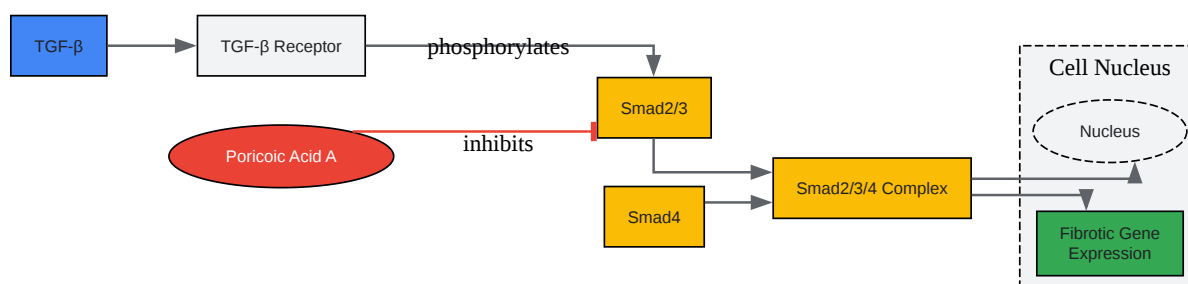 TGF-β
TGF-β Receptor
phosphorylates
Smad2/3
Poricoic Acid A
inhibits
Smad4
Smad2/3/4 Complex
Cell Nucleus
Nucleus
Fibrotic Gene
Expression